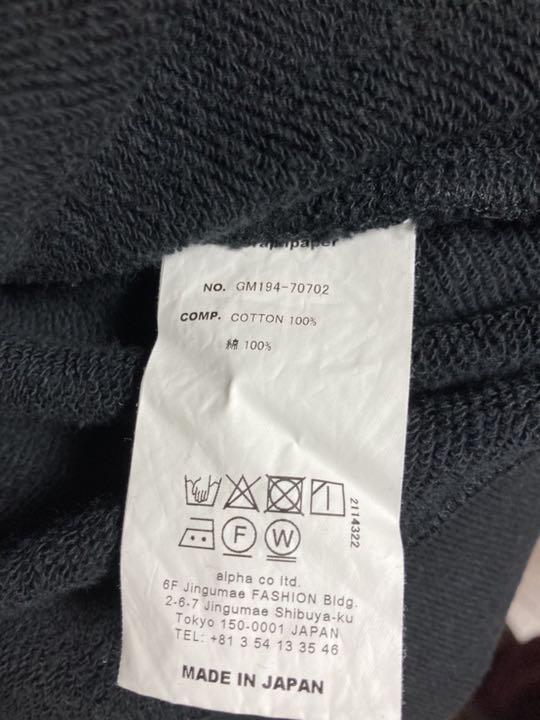 NO. GM194-70702
COMP. COTTON 100%
綿 100%
2114322
F W
alpha co ltd.
6F Jingumae FASHION Bldg.
2-6-7 Jingumae Shibuya-ku
Tokyo 150-0001 JAPAN
TEL: +81 3 54 13 35 46
MADE IN JAPAN